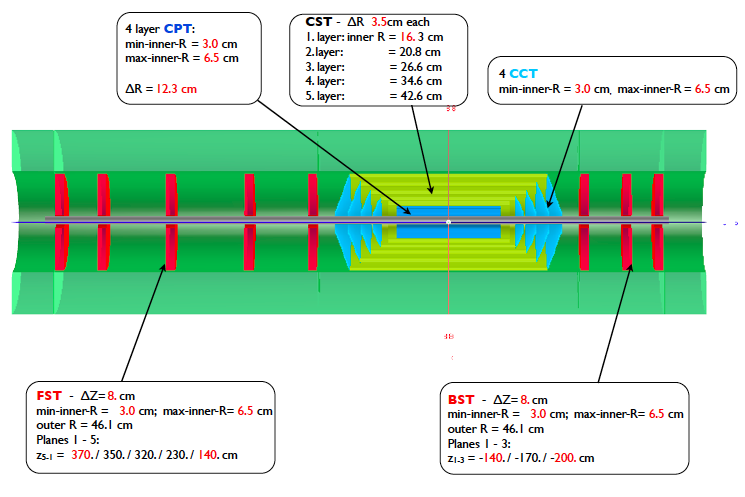 4 layer CPT:
min-inner-R = 3.0 cm
max-inner-R = 6.5 cm
ΔR = 12.3 cm
CST - ΔR 3.5cm each
1. layer: inner R = 16. 3 cm
2.layer: = 20.8 cm
3. layer: = 26.6 cm
4. layer: = 34.6 cm
5. layer: = 42.6 cm
4 CCT
min-inner-R = 3.0 cm, max-inner-R = 6.5 cm
FST - ΔZ= 8. cm
min-inner-R = 3.0 cm; max-inner-R= 6.5 cm
outer R = 46.1 cm
Planes 1 - 5:
z5-1 = 370. / 350. / 320. / 230. / 140. cm
BST - ΔZ= 8. cm
min-inner-R = 3.0 cm; max-inner-R= 6.5 cm
outer R = 46.1 cm
Planes 1 - 3:
z1-3 = -140. / -170. / -200. cm